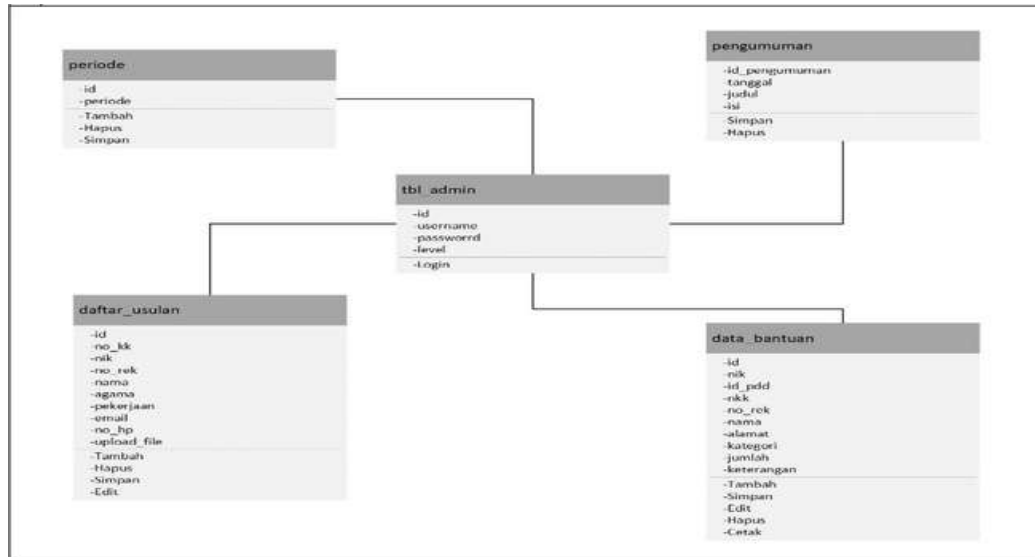 periode
-id
-periode
-Tambah
-Hapus
-Simpan
pengumuman
-id_pengumuman
-tanggal
-judul
-isi
-Simpan
-Hapus
tbl_admin
-id
-username
-passworrd
-level
-Login
daftar_usulan
-id
-no_kk
-nik
-no_rek
-nama
-agama
-pekerjaan
-email
-no_hp
-upload_file
-Tambah
-Hapus
-Simpan
-Edit
data_bantuan
-id
-nik
-id_pdd
-nkk
-no_rek
-nama
-alamat
-kategori
-jumlah
-keterangan
-Tambah
-Simpan
-Edit
-Hapus
-Cetak